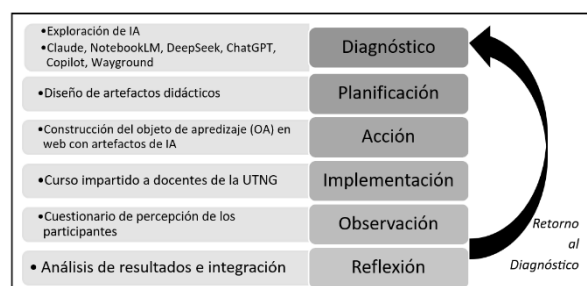 •Exploración de IA
•Claude, NotebookLM, DeepSeek, ChatGPT,
Copilot, Wayground
Diagnóstico
•Diseño de artefactos didácticos
Planificación
•Construcción del objeto de apredizaje (OA) en
web con artefactos de IA
Acción
•Curso impartido a docentes de la UTNG
Implementación
•Cuestionario de percepción de los
participantes
Observación
• Análisis de resultados e integración
Reflexión
Retorno
al
Diagnóstico